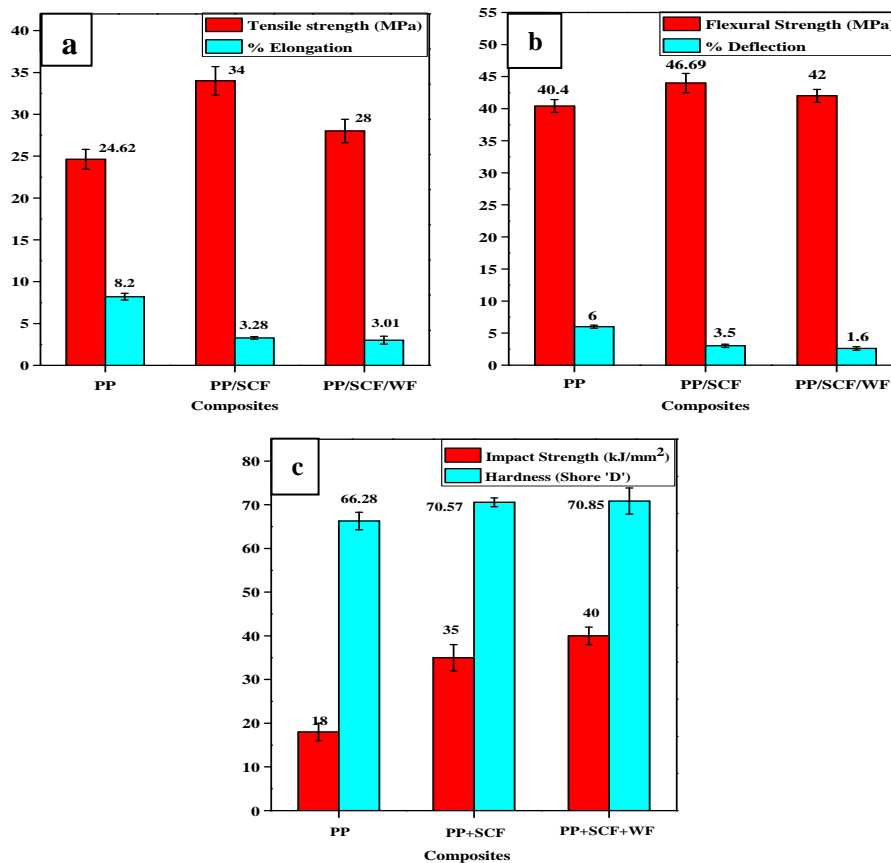 a
Tensile strength (MPa)
% Elongation
40
35
30
25
20
15
10
5
0
24.62
8.2
34
3.28
28
3.01
PP
PP/SCF
PP/SCF/WF
Composites
b
Flexural Strength (MPa)
% Deflection
55
50
45
40
35
30
25
20
15
10
5
0
40.4
6
46.69
3.5
42
1.6
PP
PP/SCF
PP/SCF/WF
Composites
c
Impact Strength (kJ/mm²)
Hardness (Shore 'D')
80
70
60
50
40
30
20
10
0
18
66.28
35
70.57
40
70.85
PP
PP+SCF
PP+SCF+WF
Composites